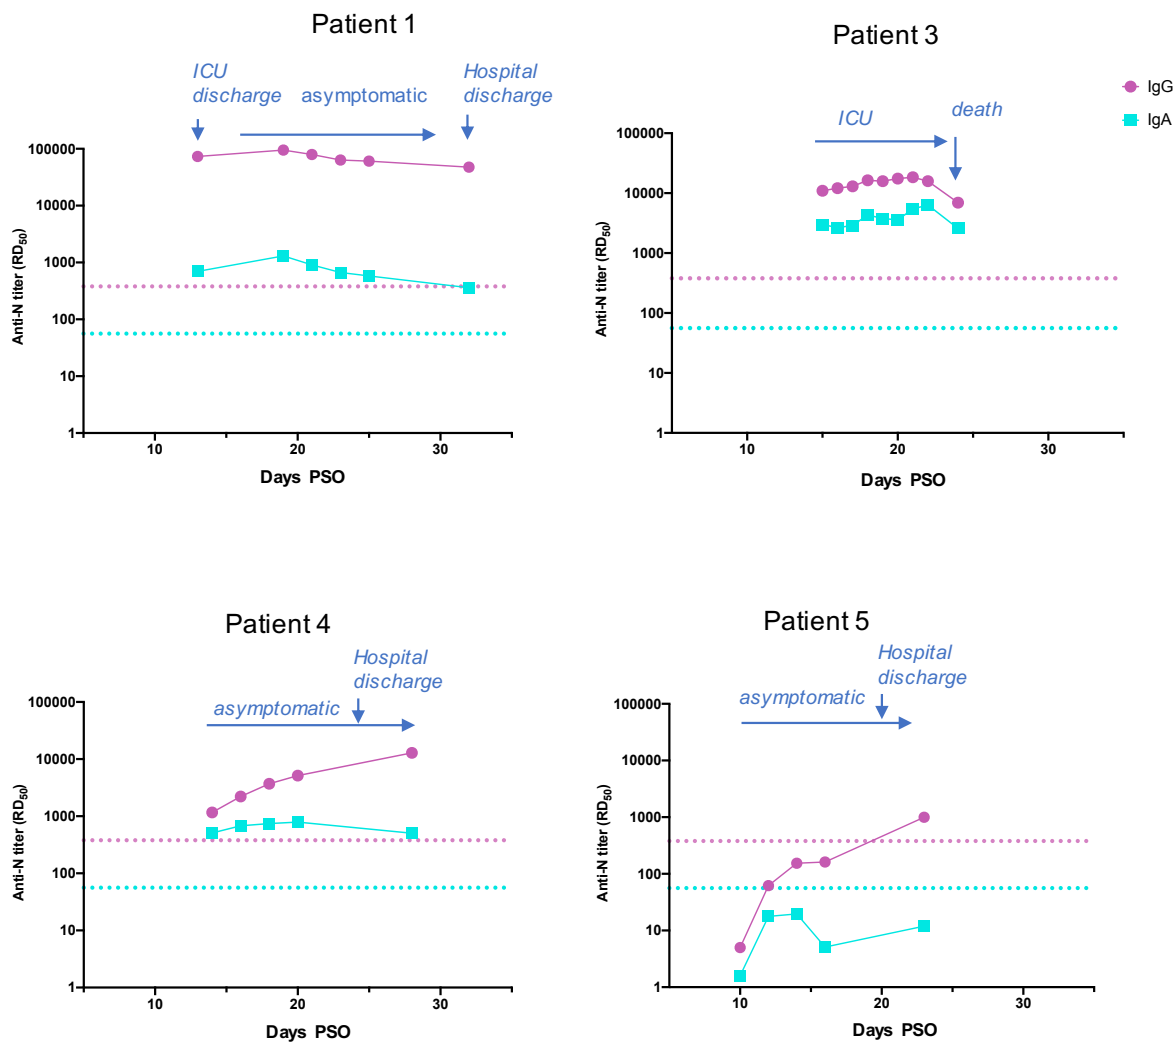 Patient 1
ICU
discharge
asymptomatic
Hospital
discharge
100000
10000
1000
100
10
1
Anti-N titer (RD50)
10
20
30
Days PSO
Patient 3
IgG
IgA
ICU
death
100000
10000
1000
100
10
1
Anti-N titer (RD50)
10
20
30
Days PSO
Patient 4
Hospital
discharge
asymptomatic
100000
10000
1000
100
10
1
Anti-N titer (RD50)
10
20
30
Days PSO
Patient 5
Hospital
discharge
asymptomatic
100000
10000
1000
100
10
1
Anti-N titer (RD50)
10
20
30
Days PSO